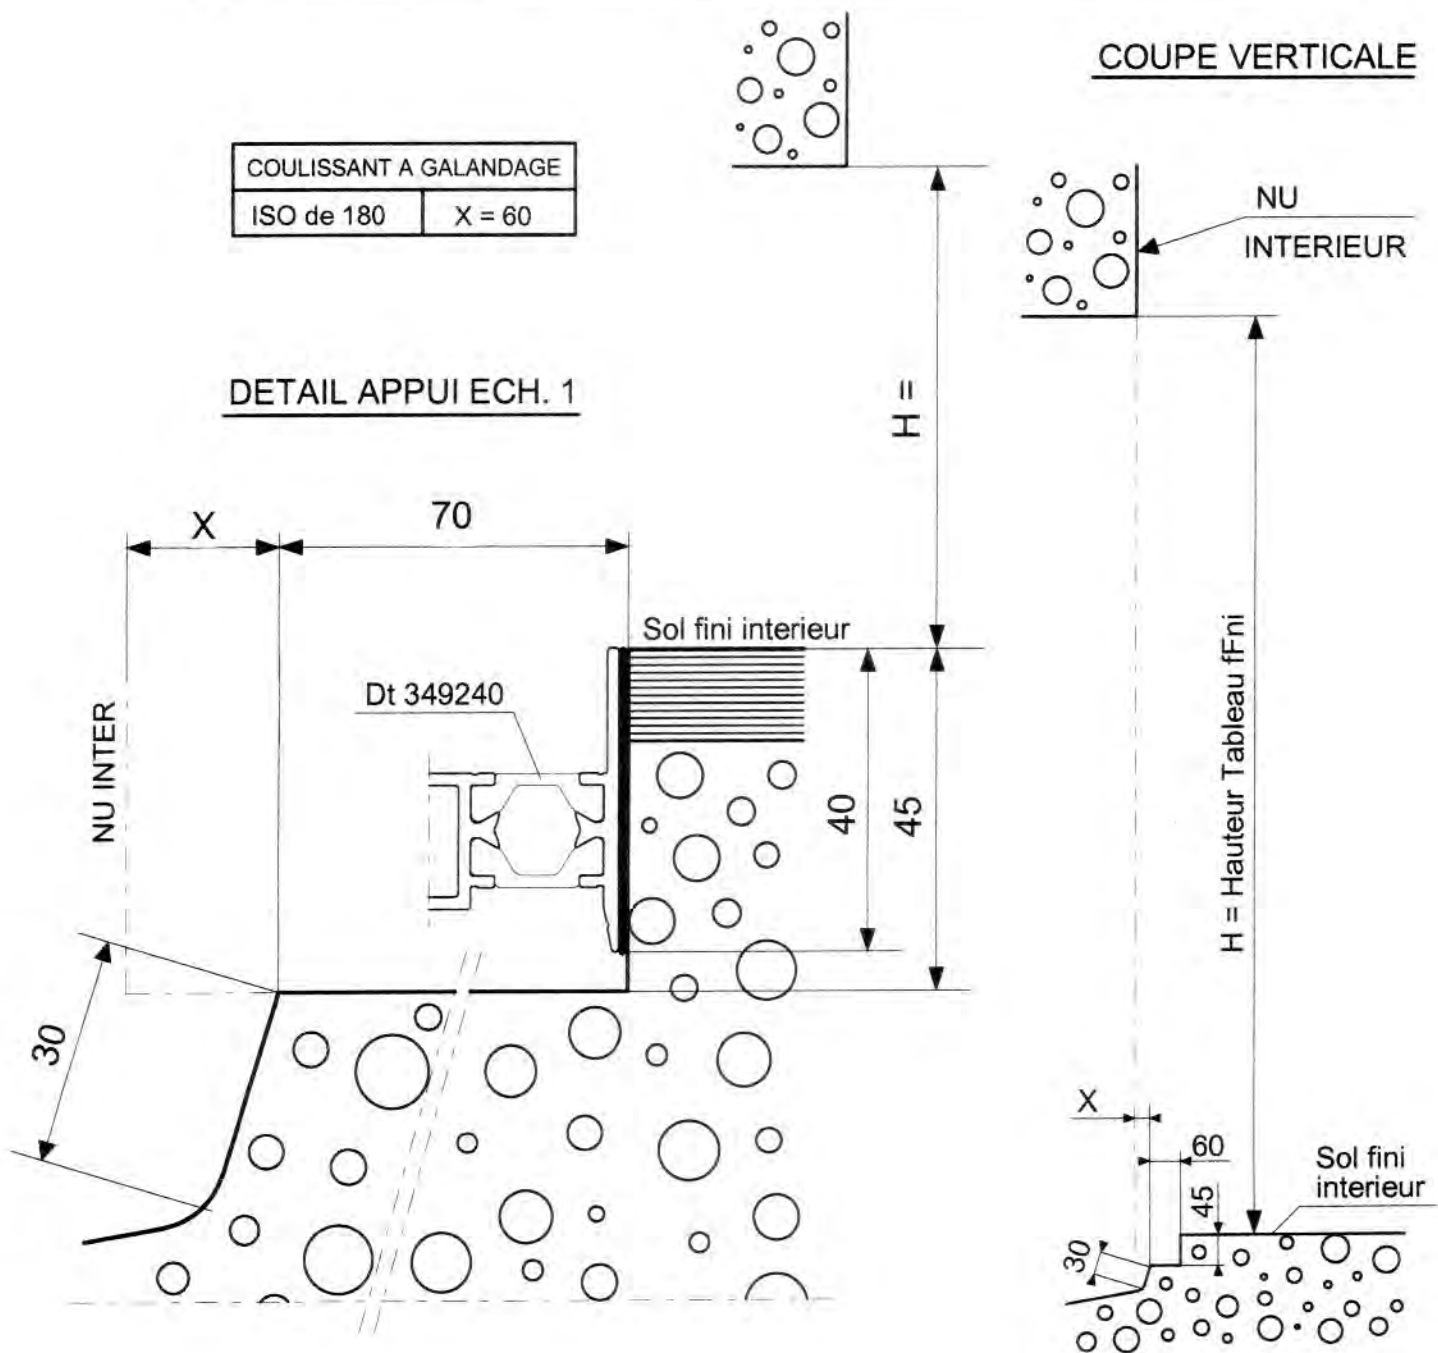 COUPE VERTICALE
COULISSANT A GALANDAGE
ISO de 180
X = 60
NU
INTERIEUR
DETAIL APPUI ECH. 1
H =
X
70
Sol fini interieur
Dt 349240
NU INTER
40
45
H = Hauteur Tableau fFni
30
X
60
Sol fini
interieur
45
30